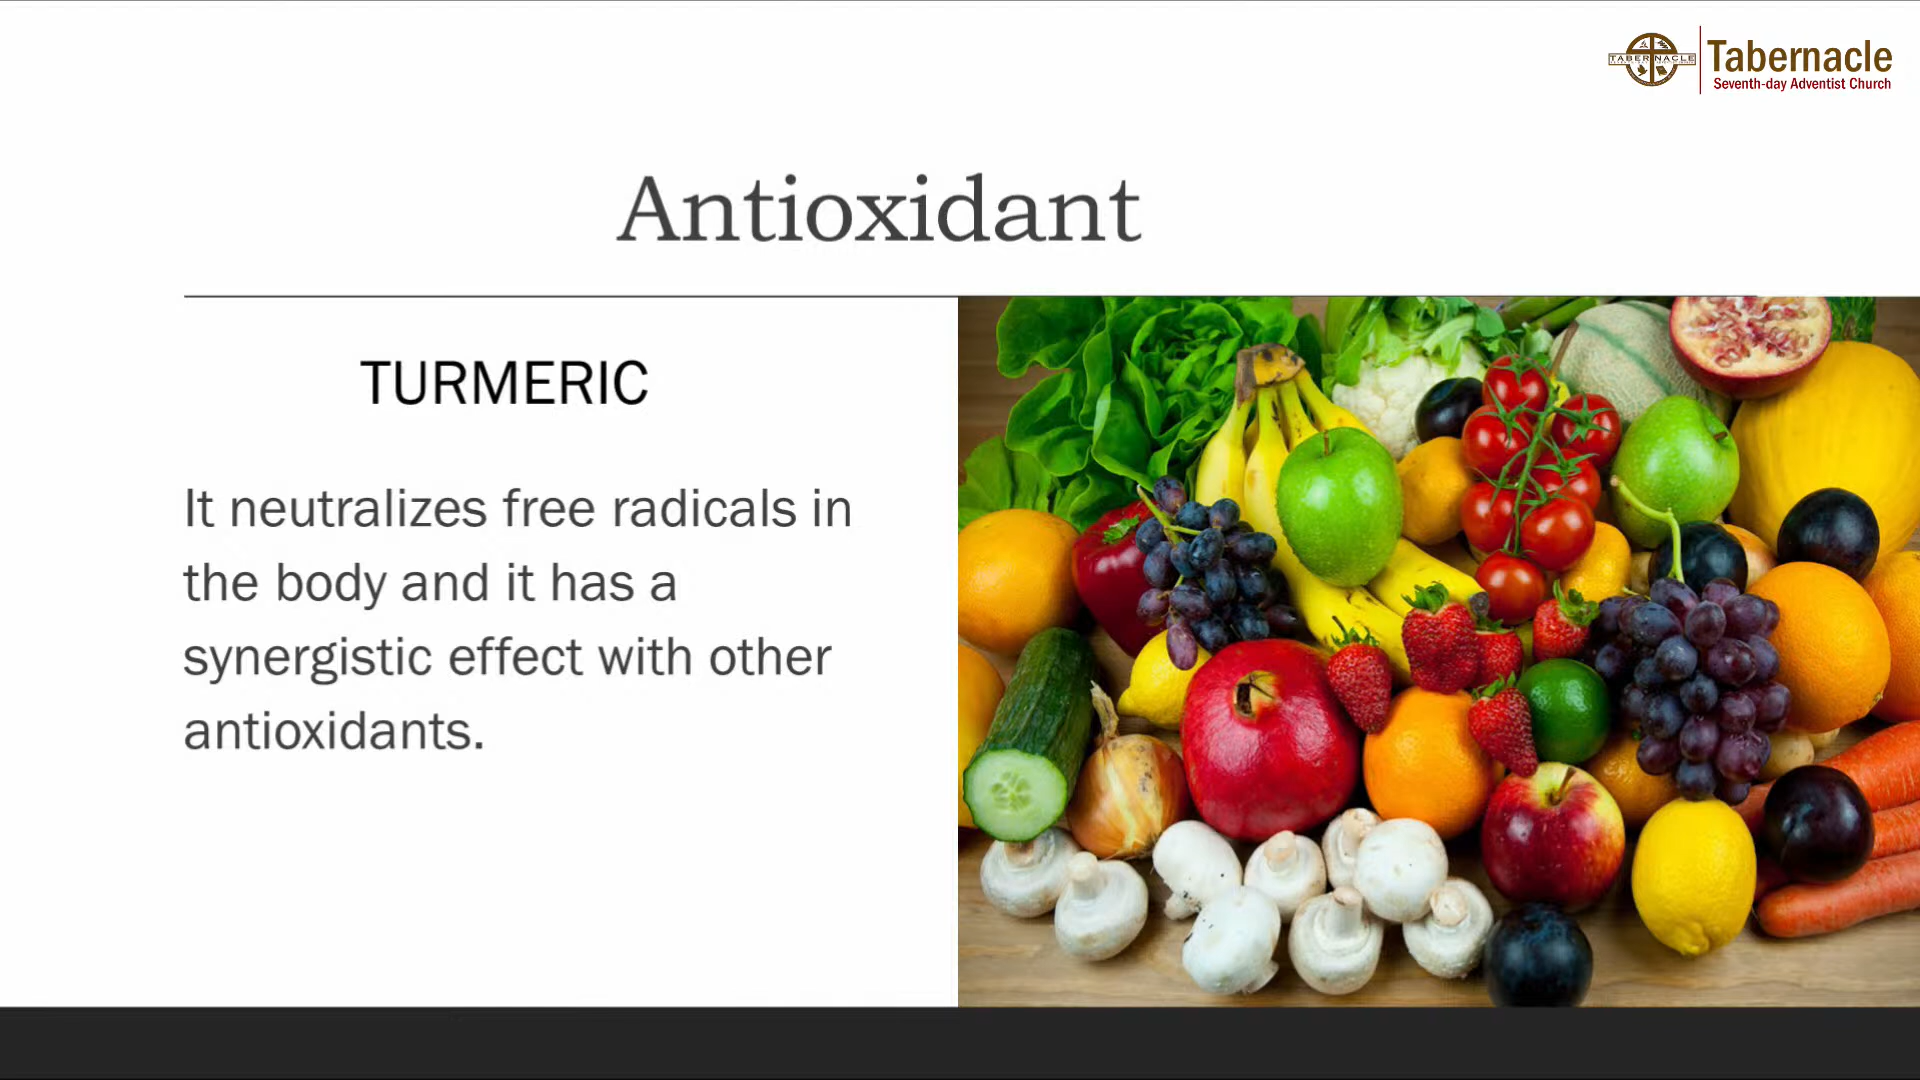 TABERNACLE
Tabernacle
Seventh-day Adventist Church
Antioxidant
TURMERIC
It neutralizes free radicals in
the body and it has a
synergistic effect with other
antioxidants.